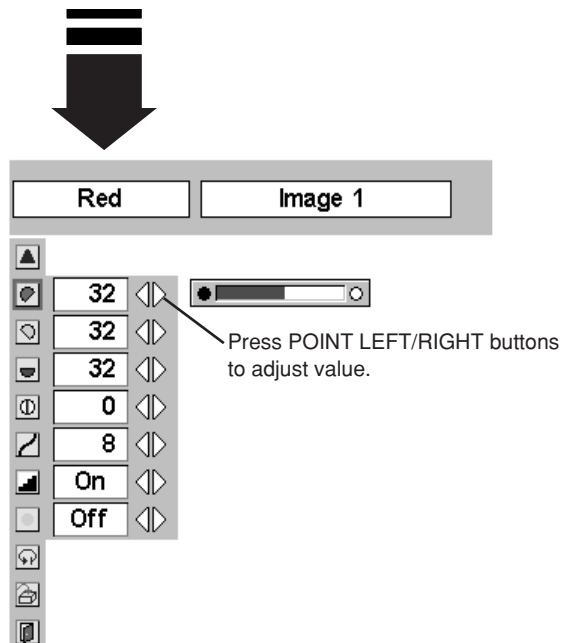 Red Image 1
32
Press POINT LEFT/RIGHT buttons
to adjust value.
32
32
0
8
On
Off